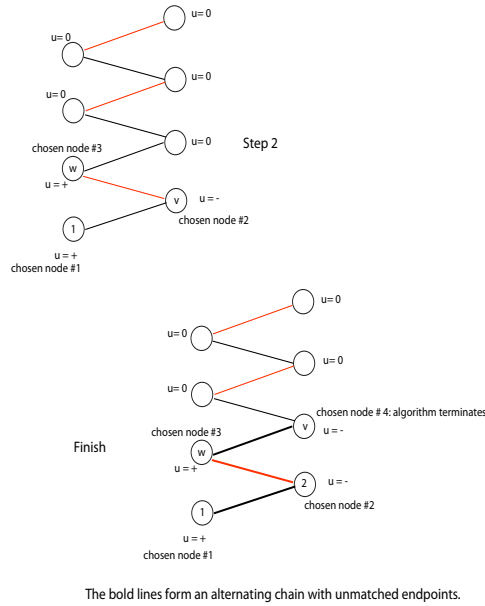 u= 0
u= 0
u= 0
u= 0
u= 0
Step 2
chosen node #3
w
u = +
v
u = -
chosen node #2
1
u = +
chosen node #1
u= 0
u= 0
u= 0
u= 0
chosen node # 4: algorithm terminates
v
u = -
chosen node #3
Finish
w
u = +
2
u = -
chosen node #2
1
u = +
chosen node #1
The bold lines form an alternating chain with unmatched endpoints.